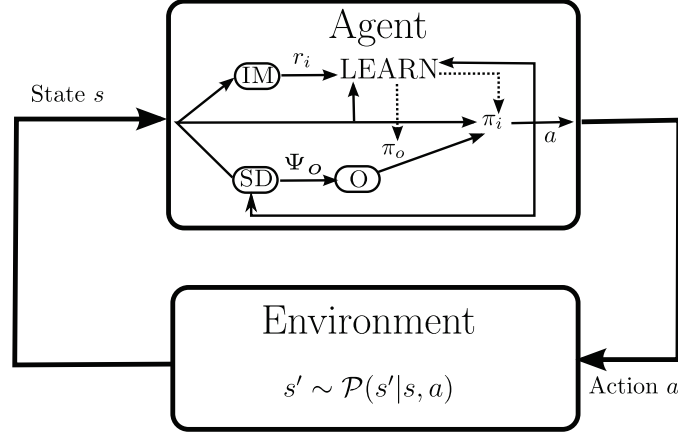 Agent
IM
r_i
LEARN
State s
π_i
a
π_o
SD
Ψ_o
O
Environment
s′ ∼ 𝒫(s′|s, a)
Action a